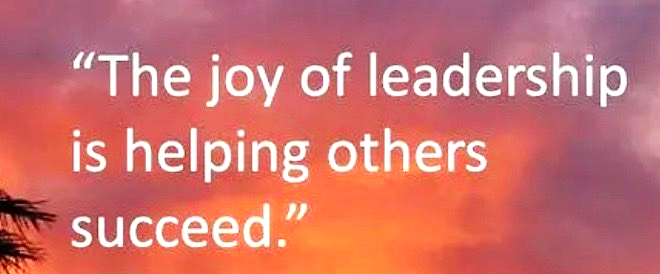 “The joy of leadership
is helping others
succeed.”